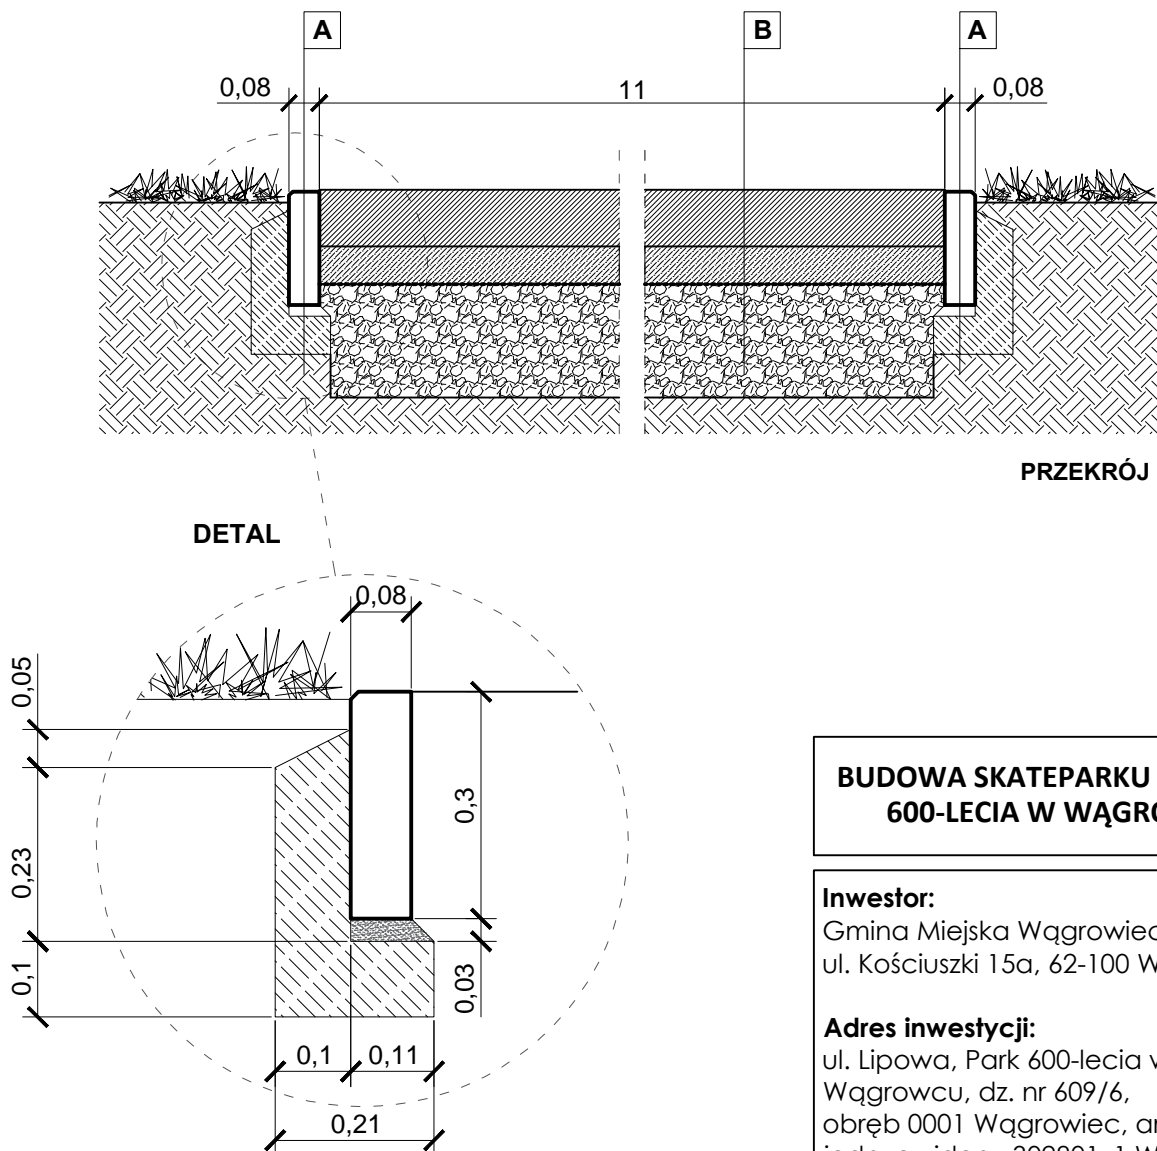 A B A
0,08 11 0,08
PRZEKRÓJ
DETAL
0,08
0,05
0,23
0,1
0,3
0,03
0,1 0,11
0,21
BUDOWA SKATEPARKU
600-LECIA W
Inwestor:
Gmina Miejska Wągrowiec
ul. Kościuszki 15a, 62-100
Adres inwestycji:
ul. Lipowa, Park 600-lecia
Wągrowcu, dz. nr 609/6,
obręb 0001 Wągrowiec,